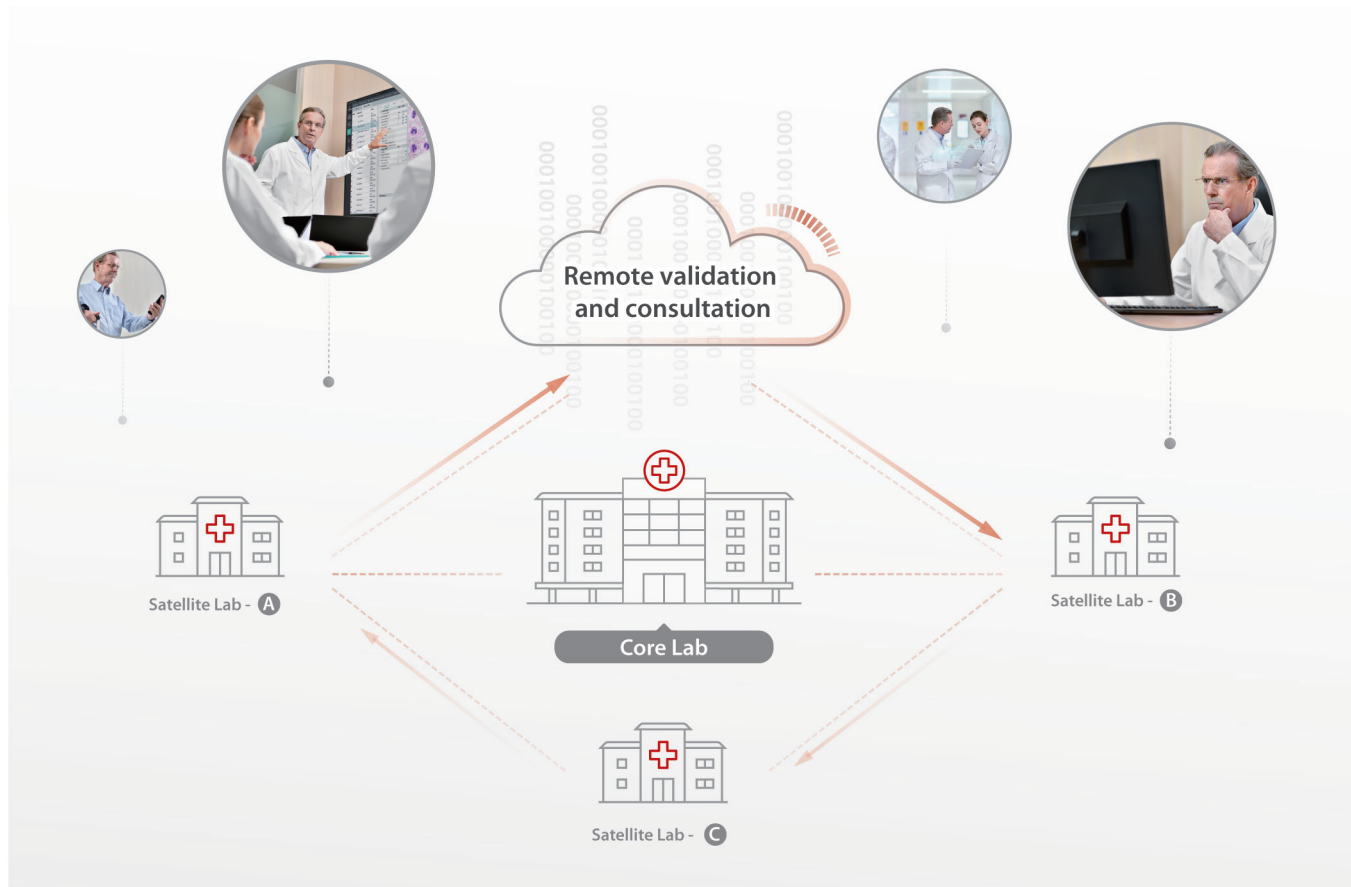 Remote validation
and consultation
Satellite Lab - A
Satellite Lab - B
Core Lab
Satellite Lab - C